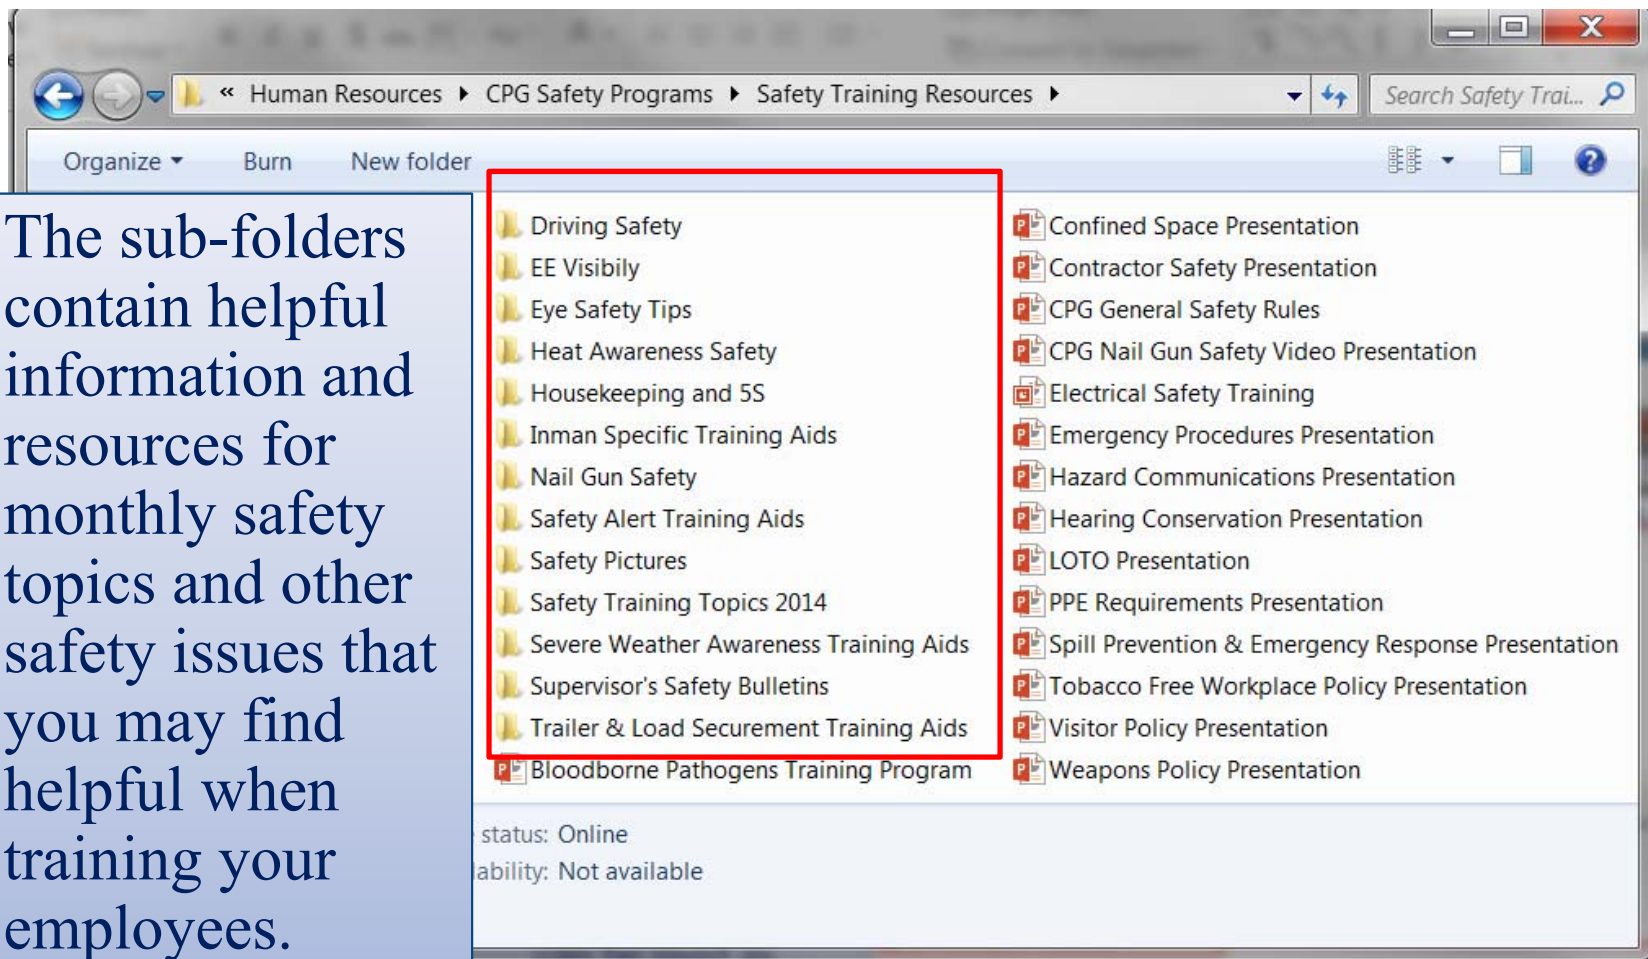 « Human Resources ▸ CPG Safety Programs ▸ Safety Training Resources ▸
Search Safety Trai...
Organize
Burn
New folder
The sub-folders
contain helpful
information and
resources for
monthly safety
topics and other
safety issues that
you may find
helpful when
training your
employees.
Driving Safety
EE Visibily
Eye Safety Tips
Heat Awareness Safety
Housekeeping and 5S
Inman Specific Training Aids
Nail Gun Safety
Safety Alert Training Aids
Safety Pictures
Safety Training Topics 2014
Severe Weather Awareness Training Aids
Supervisor's Safety Bulletins
Trailer & Load Securement Training Aids
Bloodborne Pathogens Training Program
Confined Space Presentation
Contractor Safety Presentation
CPG General Safety Rules
CPG Nail Gun Safety Video Presentation
Electrical Safety Training
Emergency Procedures Presentation
Hazard Communications Presentation
Hearing Conservation Presentation
LOTO Presentation
PPE Requirements Presentation
Spill Prevention & Emergency Response Presentation
Tobacco Free Workplace Policy Presentation
Visitor Policy Presentation
Weapons Policy Presentation
status: Online
lability: Not available